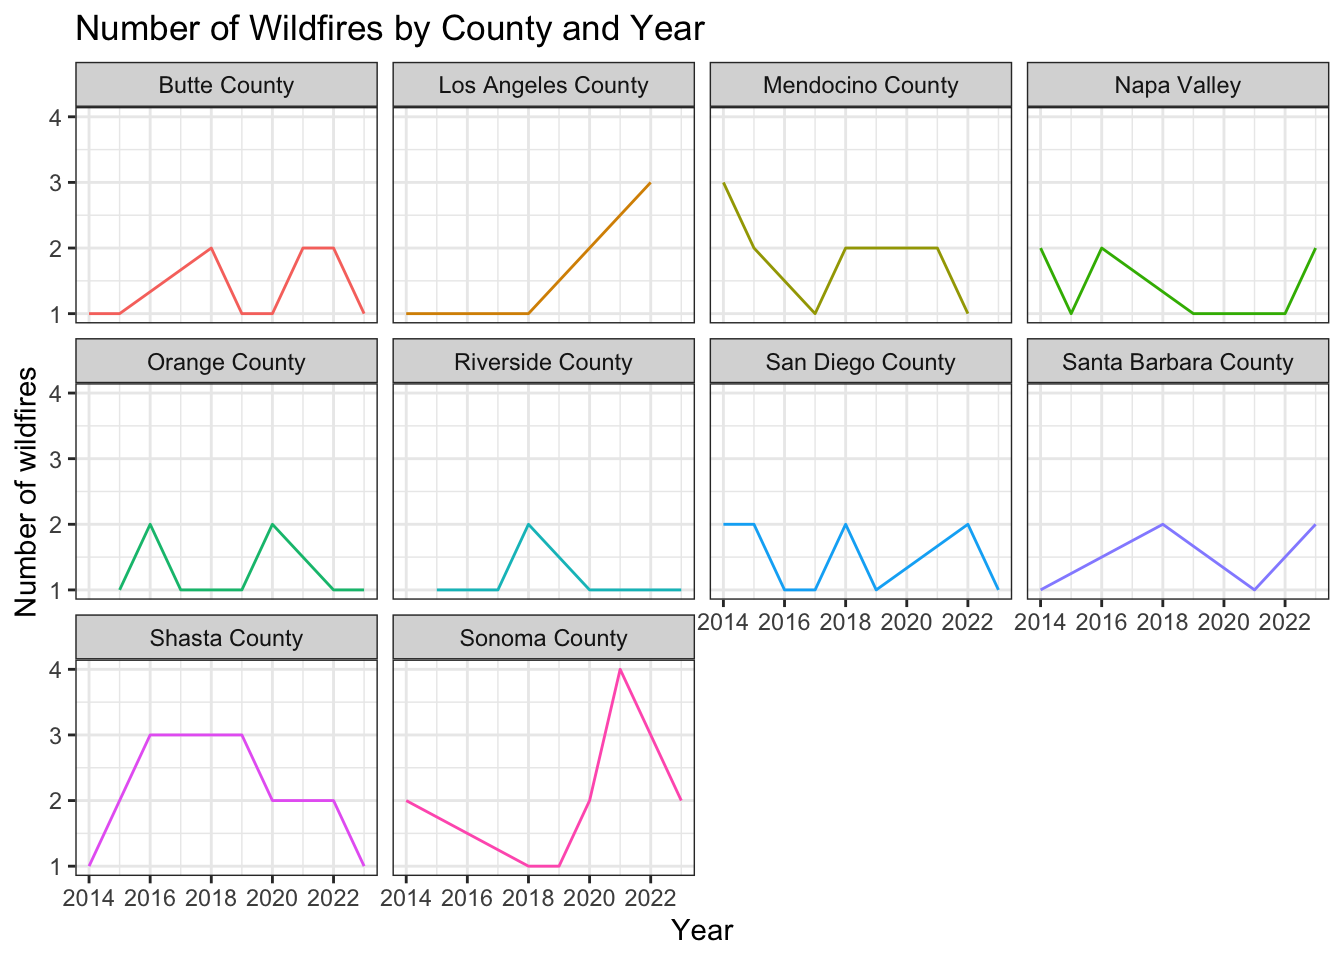 Number of Wildfires by County and Year
Butte County
Los Angeles County
Mendocino County
Napa Valley
4
3
2
1
Orange County
Riverside County
San Diego County
Santa Barbara County
4
3
2
1
2014 2016 2018 2020 2022
2014 2016 2018 2020 2022
Shasta County
Sonoma County
4
3
2
1
2014 2016 2018 2020 2022
2014 2016 2018 2020 2022
Year
Number of wildfires